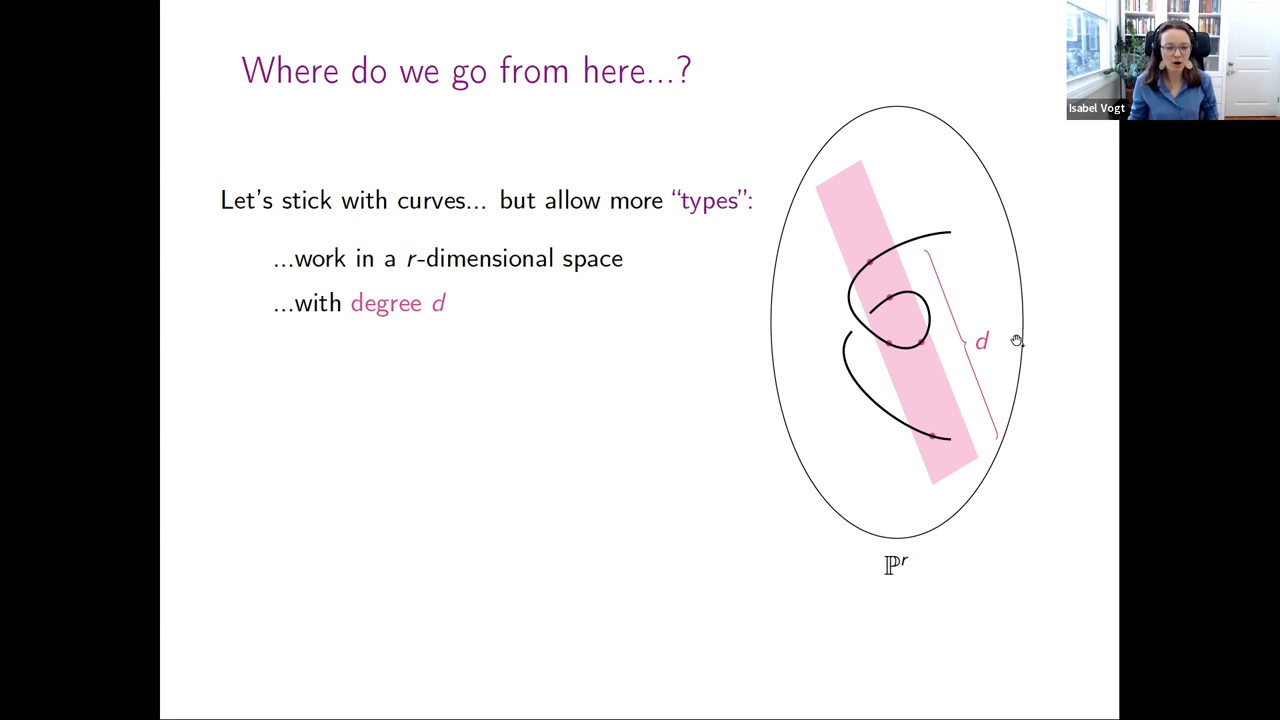 Where do we go from here...?
Isabel Vogt
Let's stick with curves... but allow more “types”:
...work in a r-dimensional space
...with degree d
d
ℙʳ